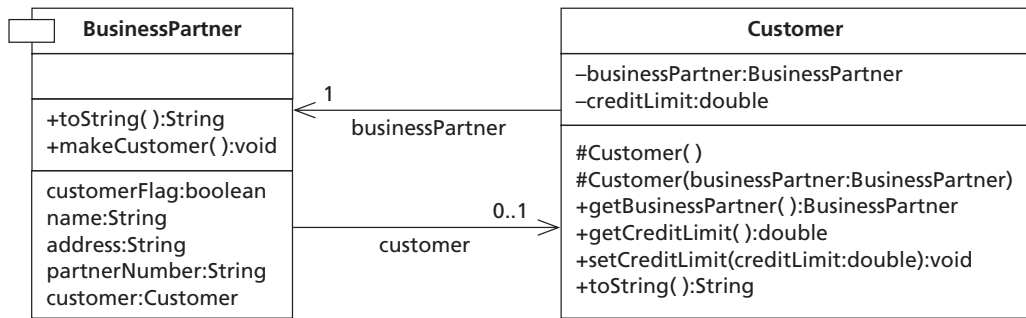 BusinessPartner
+toString( ):String
+makeCustomer( ):void
customerFlag:boolean
name:String
address:String
partnerNumber:String
customer:Customer
1
businessPartner
0..1
customer
Customer
–businessPartner:BusinessPartner
–creditLimit:double
#Customer( )
#Customer(businessPartner:BusinessPartner)
+getBusinessPartner( ):BusinessPartner
+getCreditLimit( ):double
+setCreditLimit(creditLimit:double):void
+toString( ):String